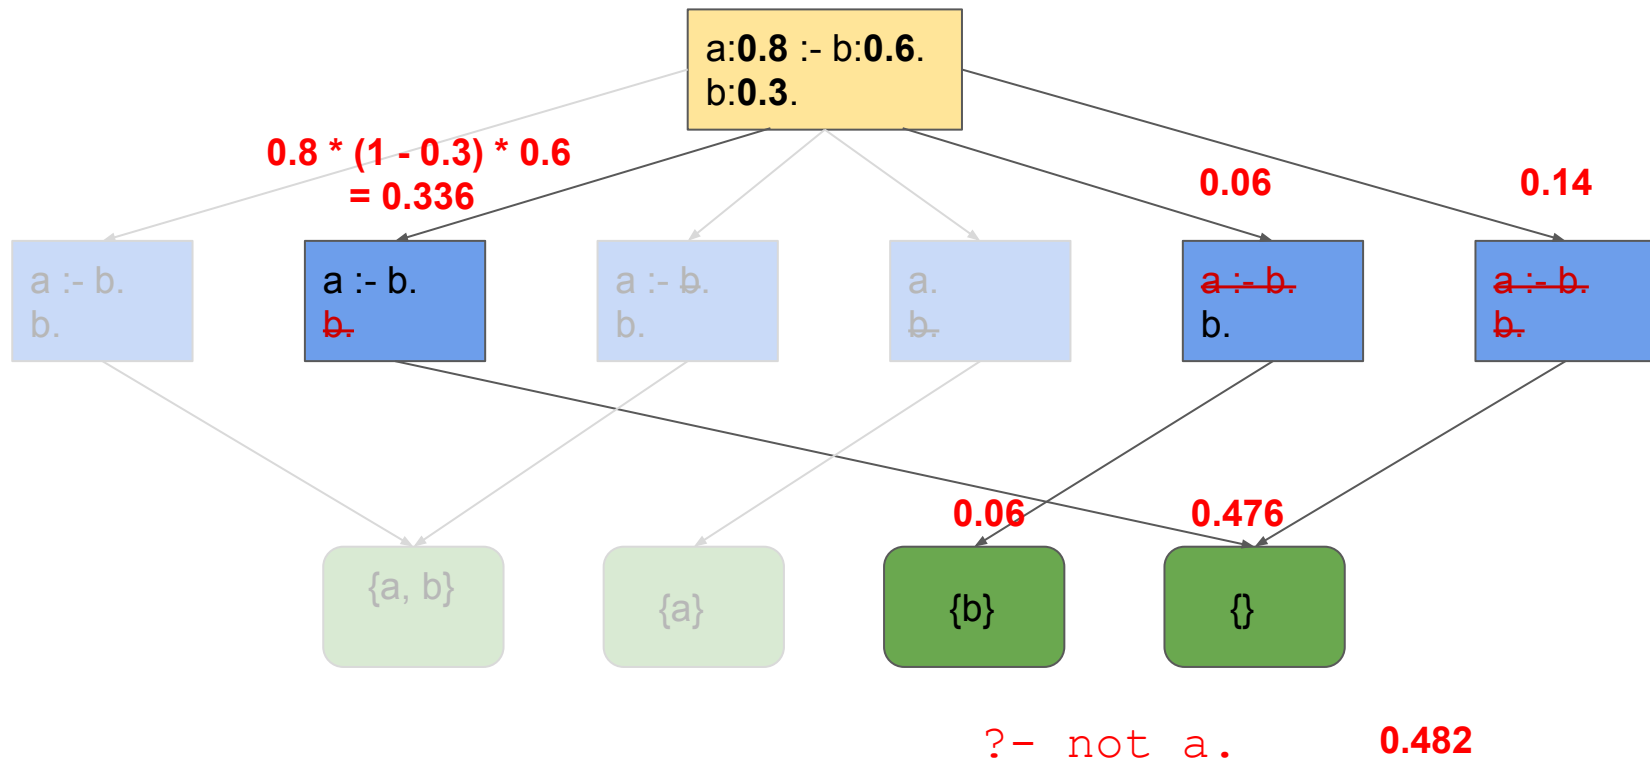 a:0.8 :- b:0.6.
b:0.3.
0.8 * (1 - 0.3) * 0.6
= 0.336
0.06
0.14
a :- b.
b.
a :- b.
b.
a :- b.
b.
a.
b.
a :- b.
b.
a :- b.
b.
0.06
0.476
{a, b}
{a}
{b}
{}
?- not a.
0.482